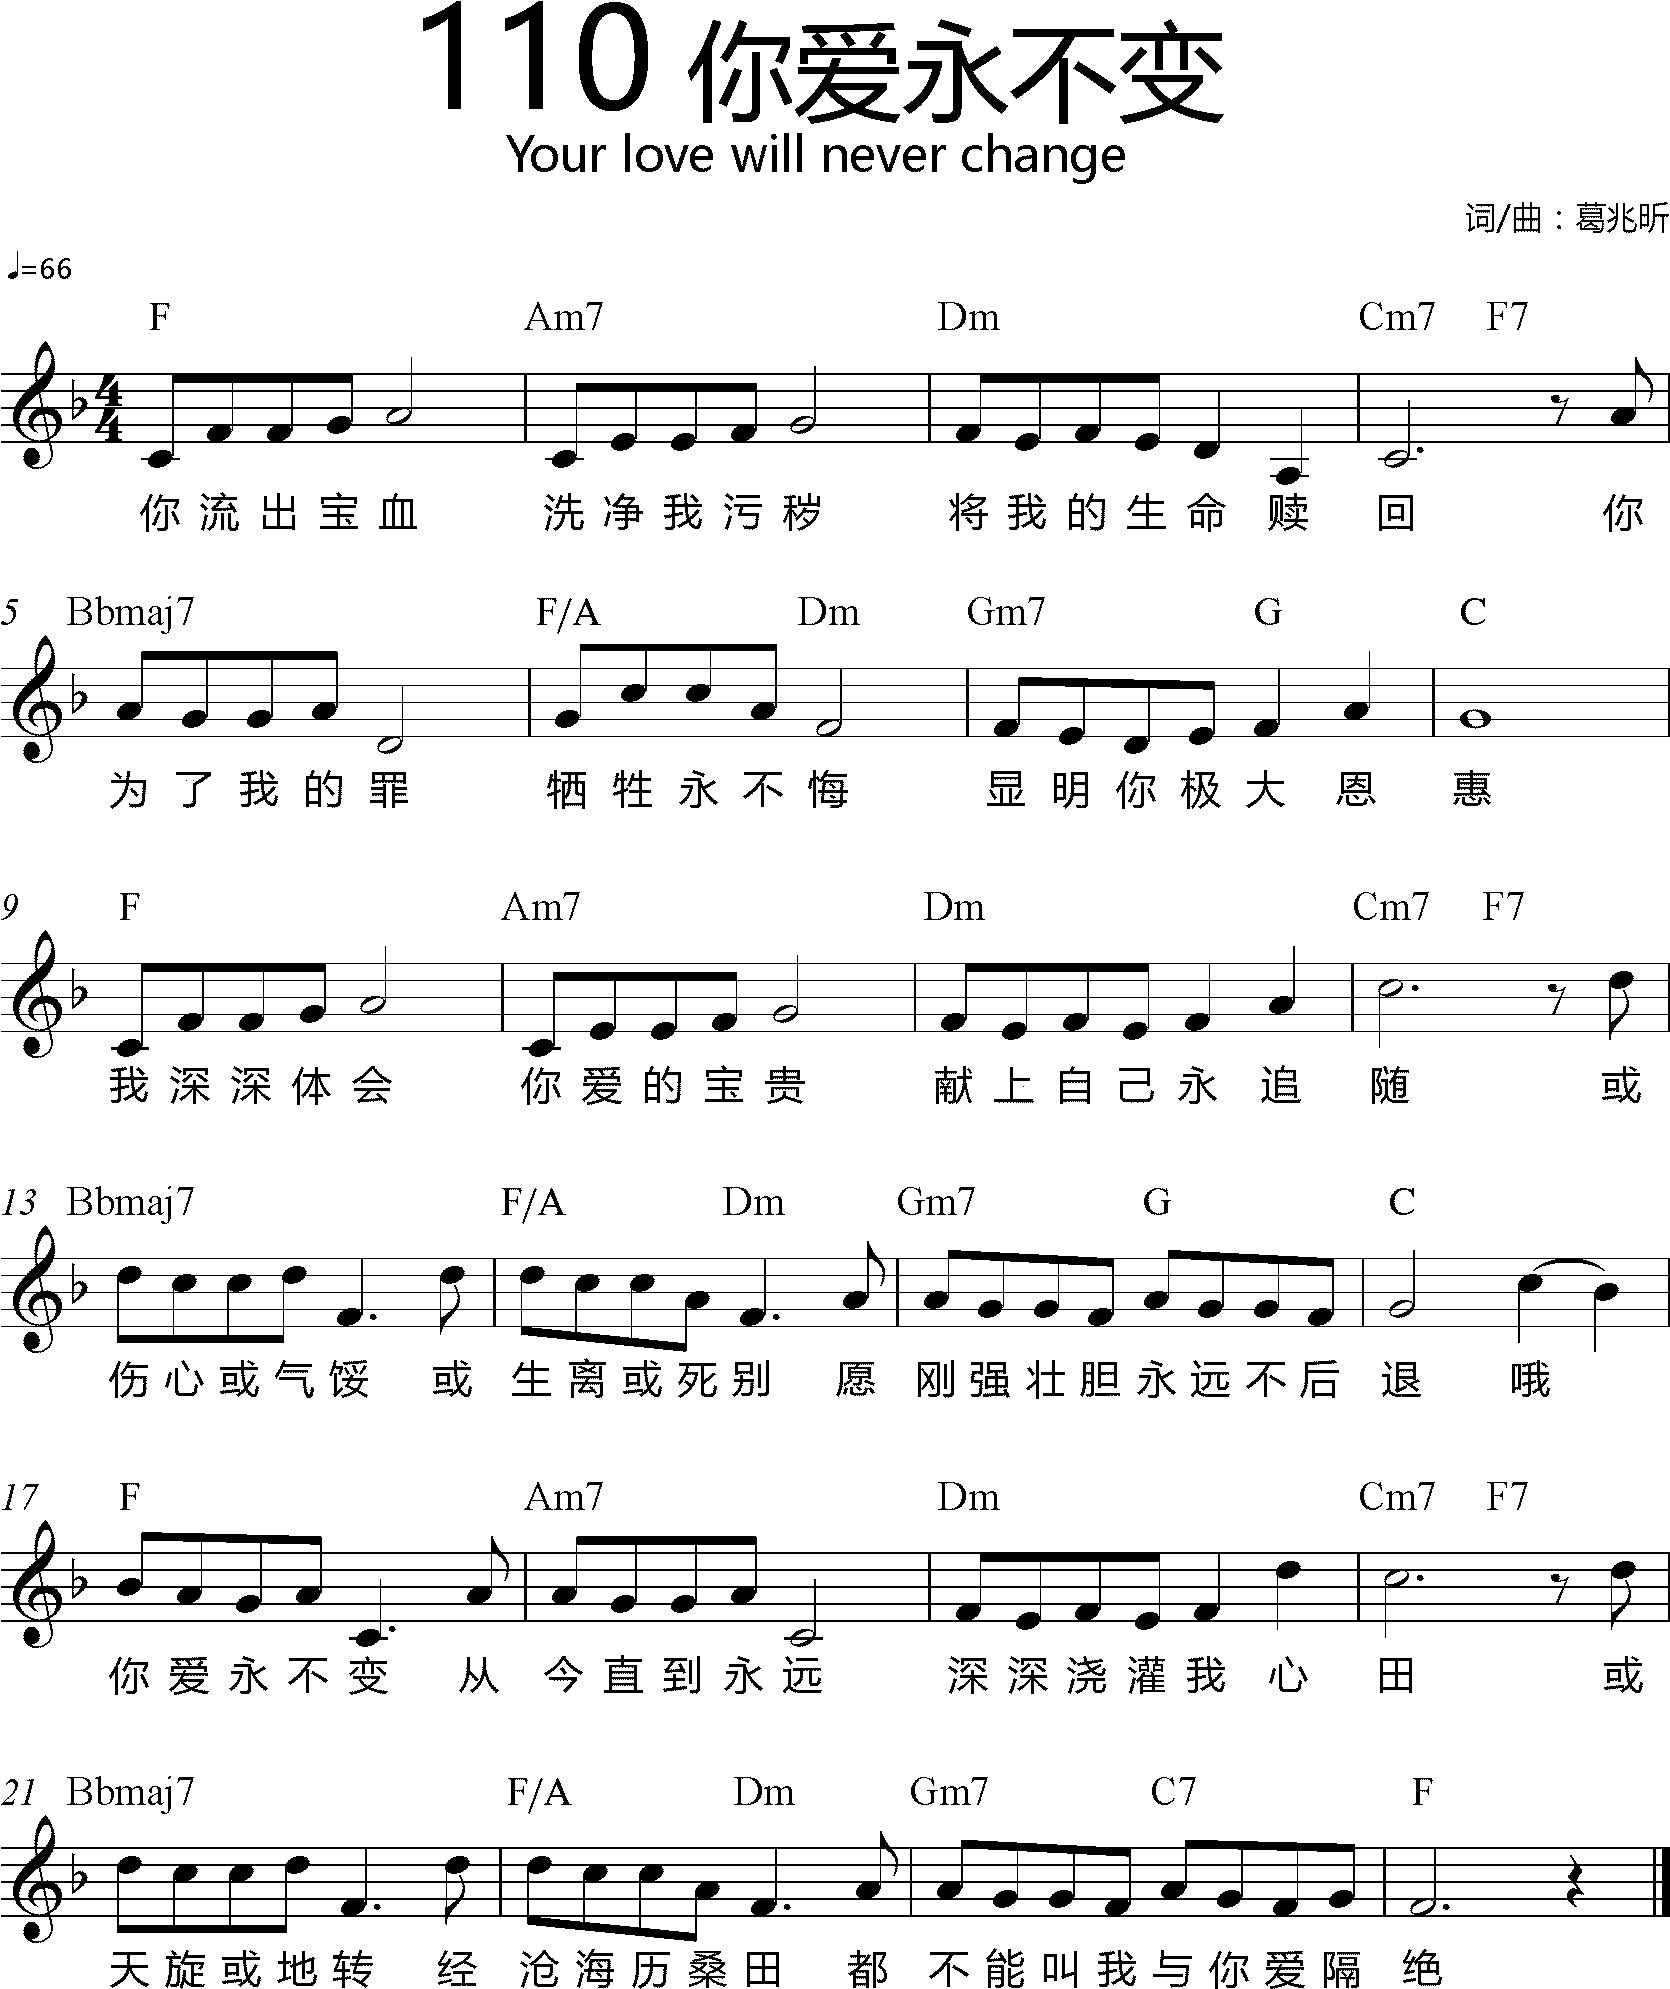 110 你爱永不变
Your love will never change
词/曲：葛兆昕
♩=66
F Am7 Dm Cm7 F7
4
4
你流出宝血 洗净我污秽 将我的生命赎回 你
5 Bbmaj7 F/A Dm Gm7 G C
为了我的罪 牺牲永不悔 显明你极大恩惠
9 F Am7 Dm Cm7 F7
我深深体会 你爱的宝贵 献上自己永追随 或
13 Bbmaj7 F/A Dm Gm7 G C
伤心或气馁 或生离或死别 愿刚强壮胆永远不后退 哦
17 F Am7 Dm Cm7 F7
你爱永不变 从今直到永远 深深浇灌我心田 或
21 Bbmaj7 F/A Dm Gm7 C7 F
天旋或地转 经沧海历桑田 都不能叫我与你爱隔绝